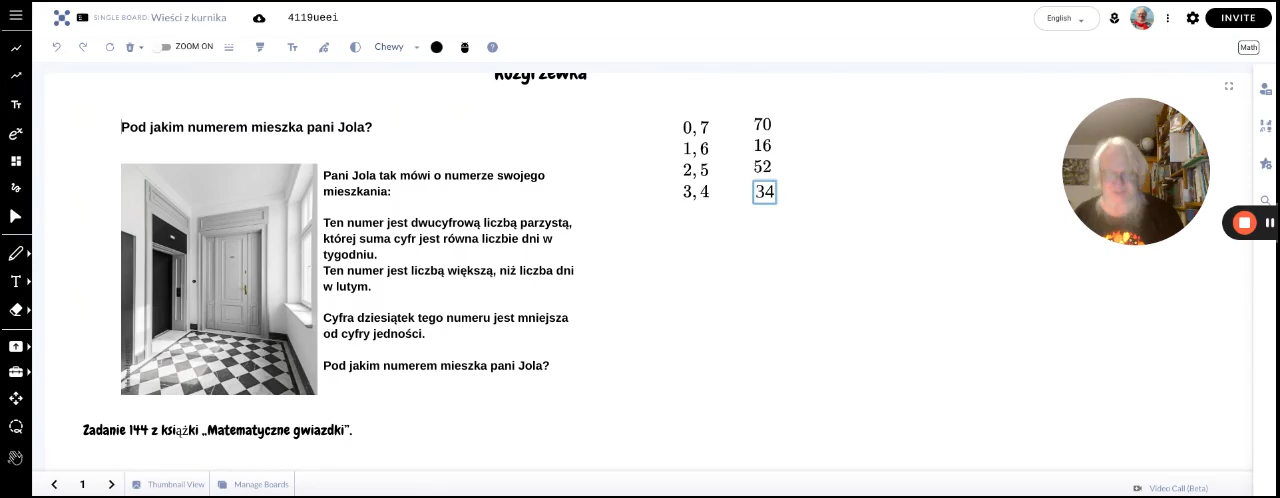 SINGLE BOARD: Wieści z kurnika
4119ueei
English
INVITE
ZOOM ON
Chewy
Math
Rozgrzewka
Pod jakim numerem mieszka pani Jola?
Pani Jola tak mówi o numerze swojego
mieszkania:
Ten numer jest dwucyfrową liczbą parzystą,
której suma cyfr jest równa liczbie dni w
tygodniu.
Ten numer jest liczbą większą, niż liczba dni
w lutym.
Cyfra dziesiątek tego numeru jest mniejsza
od cyfry jedności.
Pod jakim numerem mieszka pani Jola?
0, 7 70
1, 6 16
2, 5 52
3, 4 34
Zadanie 144 z książki „Matematyczne gwiazdki”.
1
Thumbnail View
Manage Boards
Video Call (Beta)